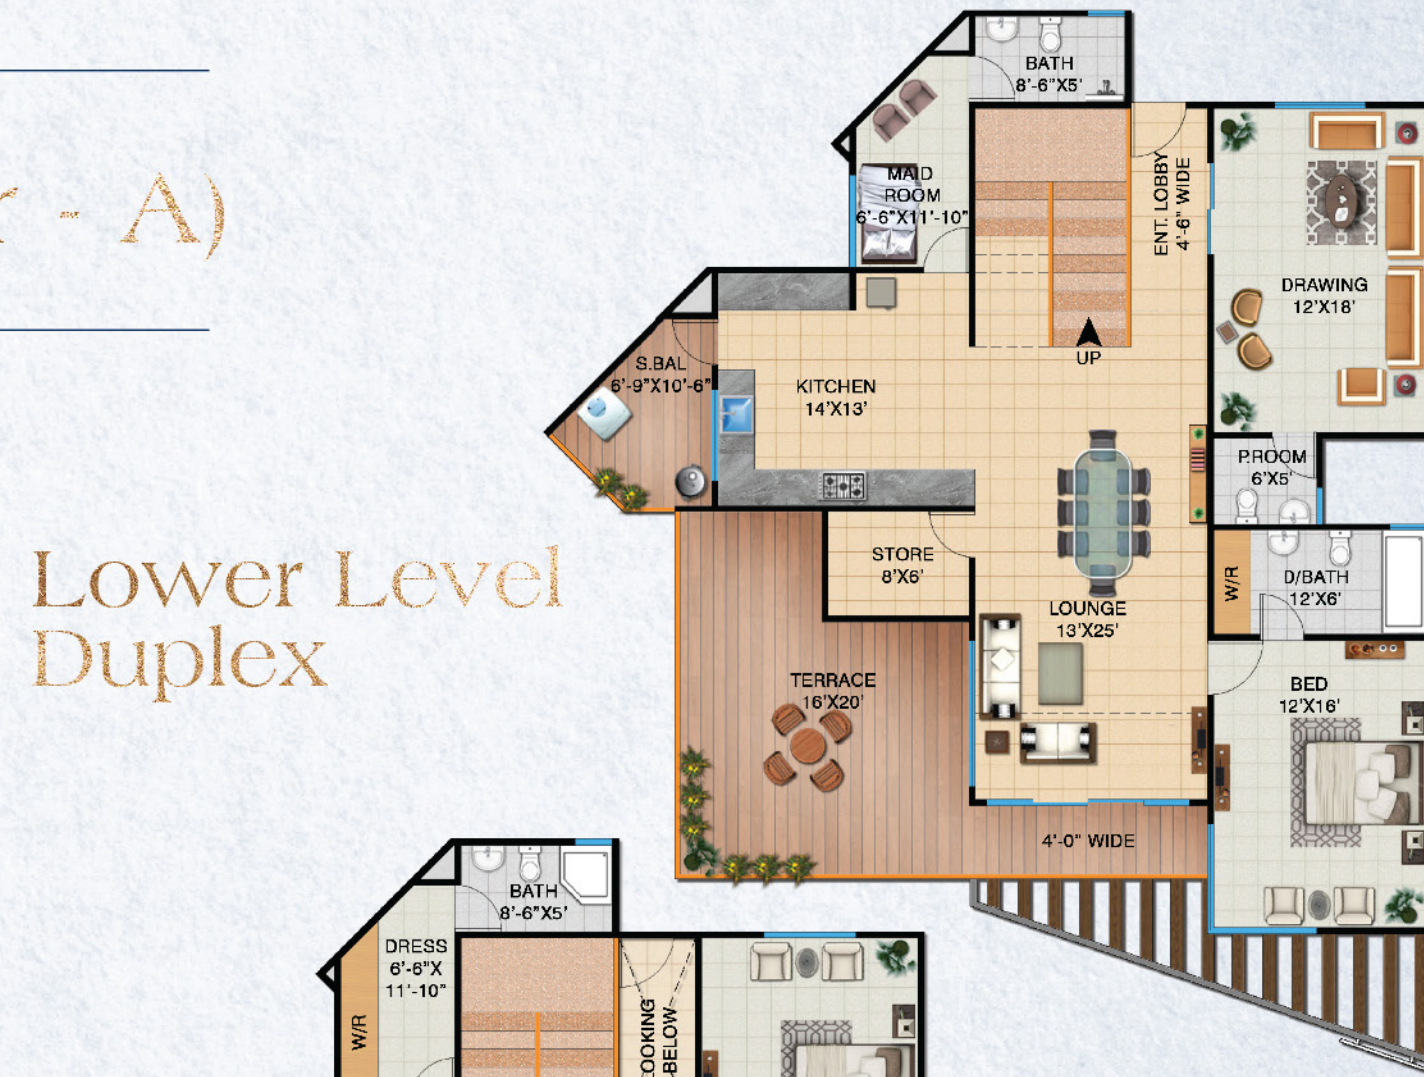 - A)
Lower Level
Duplex
BATH
8'-6"X5'
MAID
ROOM
6'-6"X11'-10"
ENT. LOBBY
4'-6" WIDE
DRAWING
12'X18'
UP
S.BAL
6'-9"X10'-6"
KITCHEN
14'X13'
P.ROOM
6'X5'
STORE
8'X6'
W/R
D/BATH
12'X6'
LOUNGE
13'X25'
TERRACE
16'X20'
BED
12'X16'
4'-0" WIDE
BATH
8'-6"X5'
DRESS
6'-6"X
11'-10"
W/R
OOKING
BELOW